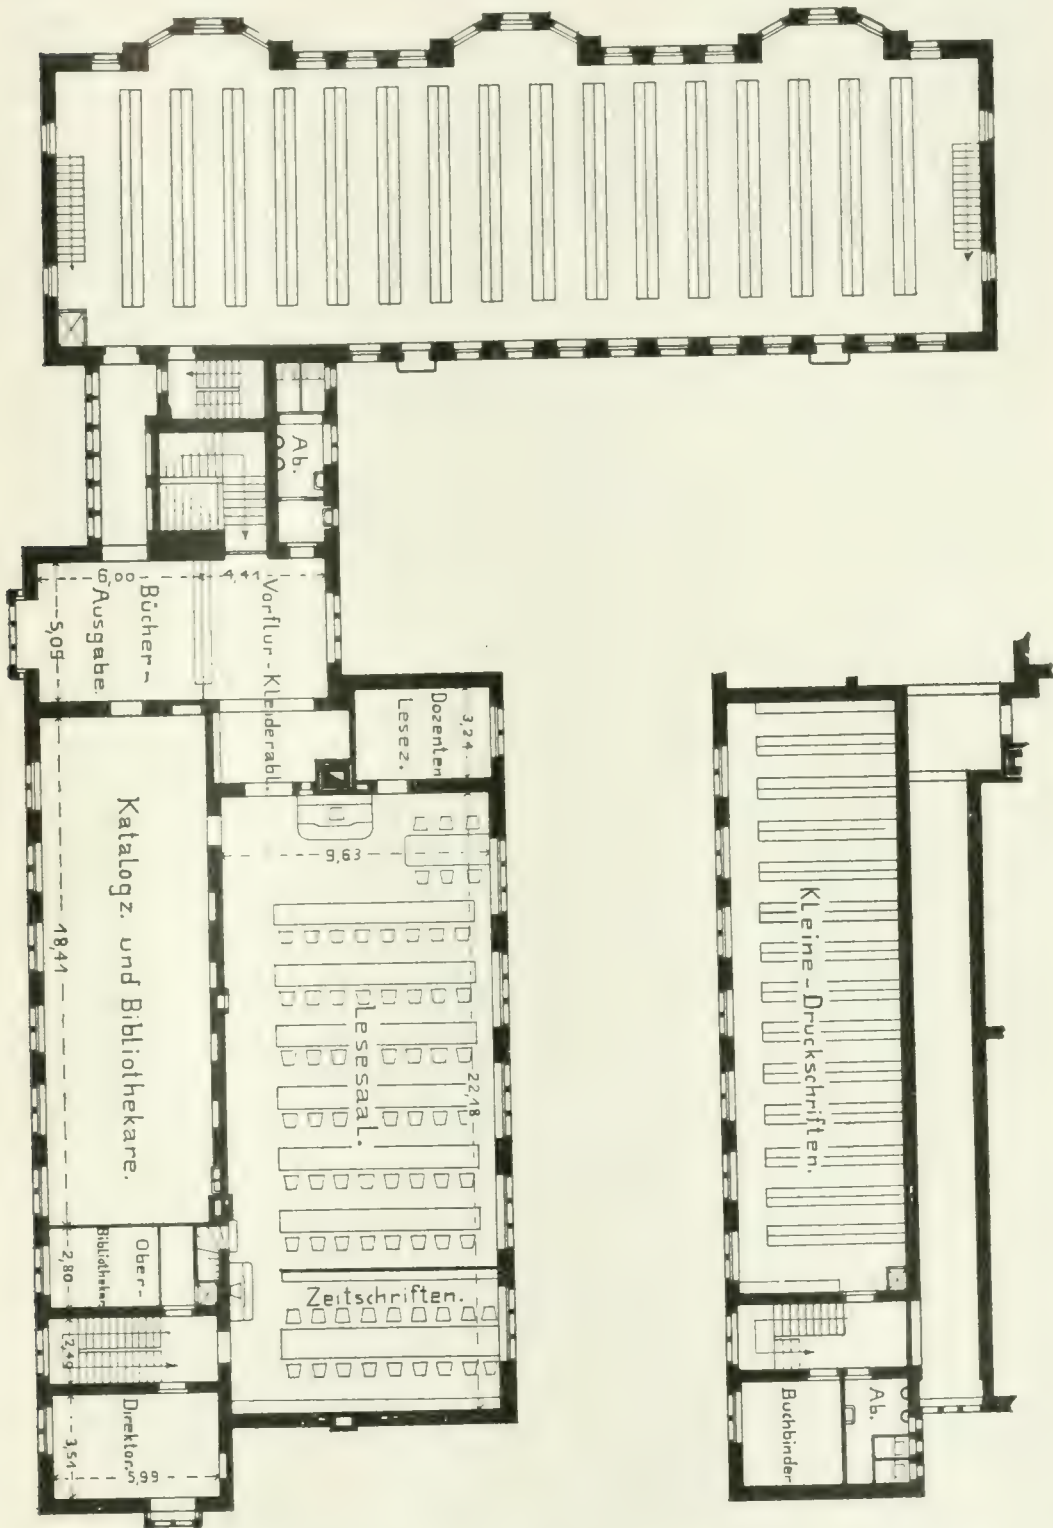 Ab.
6,00
4,41
5,09
Bücher-
Ausgabe.
Vorflur-Kleiderabl.
3,24
Dozenten
Lesez.
9,63
Katalogz. und Bibliothekare.
18,41
Lesesaal.
22,18
Ober-
Bibliothekar.
2,80
Zeitschriften.
2,49
Direktor.
3,51
5,99
Kleine-Druckschriften.
Buchbinder
Ab.